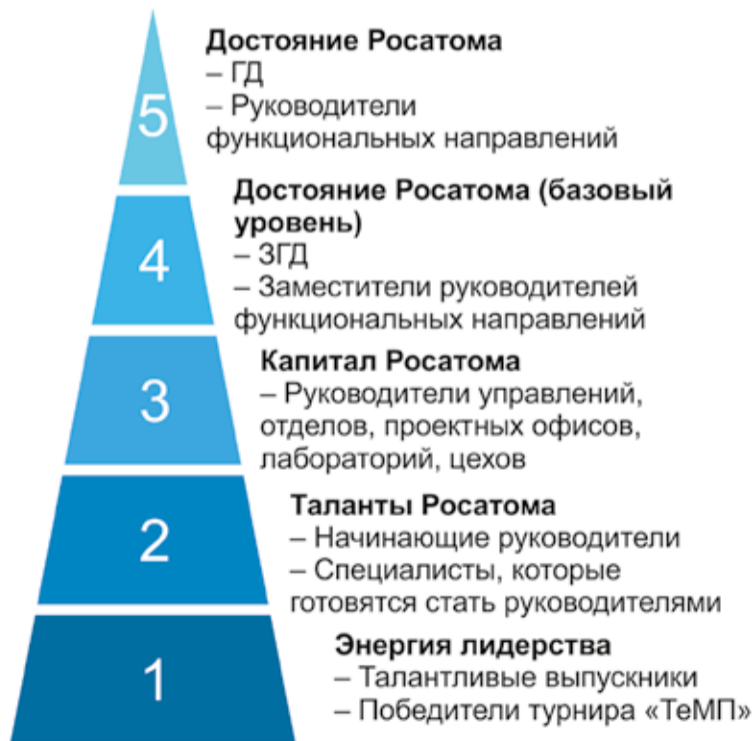 5
Достояние Росатома
– ГД
– Руководители
функциональных направлений
4
Достояние Росатома (базовый
уровень)
– ЗГД
– Заместители руководителей
функциональных направлений
3
Капитал Росатома
– Руководители управлений,
отделов, проектных офисов,
лабораторий, цехов
2
Таланты Росатома
– Начинающие руководители
– Специалисты, которые
готовятся стать руководителями
1
Энергия лидерства
– Талантливые выпускники
– Победители турнира «ТеМП»